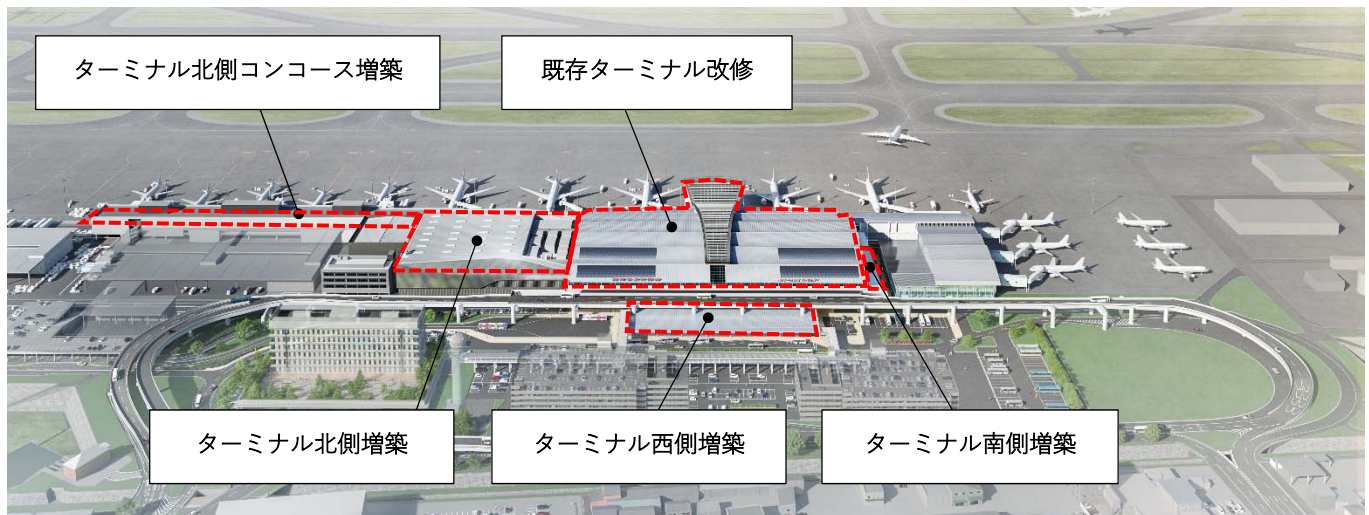 ターミナル北側コンコース増築
既存ターミナル改修
ターミナル北側増築
ターミナル西側増築
ターミナル南側増築